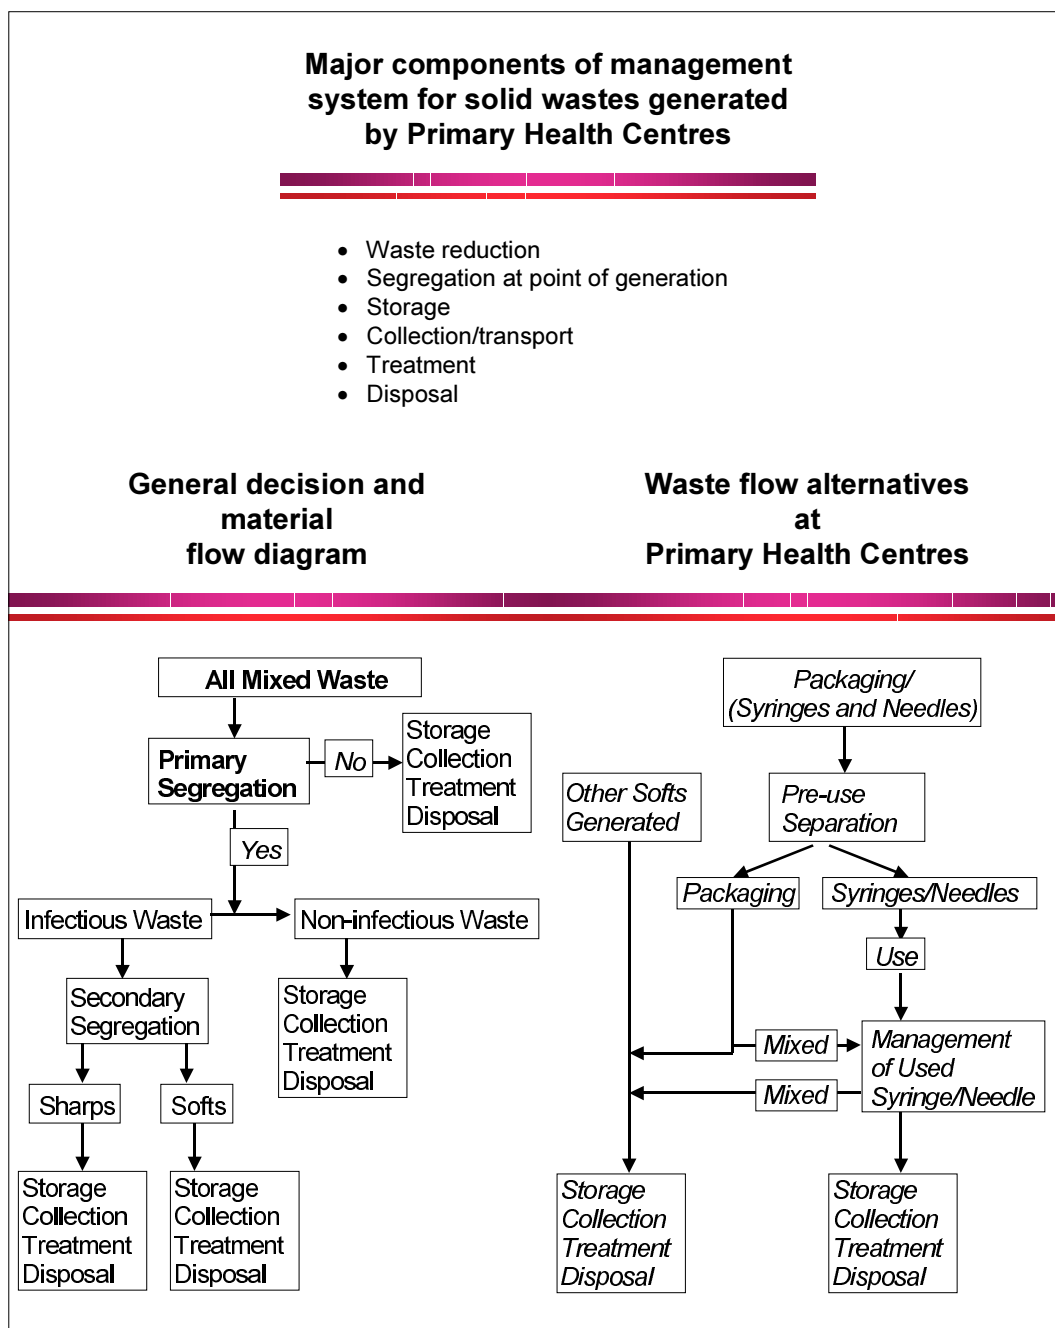 Major components of management
system for solid wastes generated
by Primary Health Centres
• Waste reduction
• Segregation at point of generation
• Storage
• Collection/transport
• Treatment
• Disposal
General decision and
material
flow diagram
All Mixed Waste
Primary
Segregation
No
Storage
Collection
Treatment
Disposal
Yes
Infectious Waste
Non-infectious Waste
Secondary
Segregation
Storage
Collection
Treatment
Disposal
Sharps
Softs
Storage
Collection
Treatment
Disposal
Storage
Collection
Treatment
Disposal
Waste flow alternatives
at
Primary Health Centres
Packaging/
(Syringes and Needles)
Other Softs
Generated
Pre-use
Separation
Packaging
Syringes/Needles
Use
Mixed
Management
of Used
Syringe/Needle
Mixed
Storage
Collection
Treatment
Disposal
Storage
Collection
Treatment
Disposal